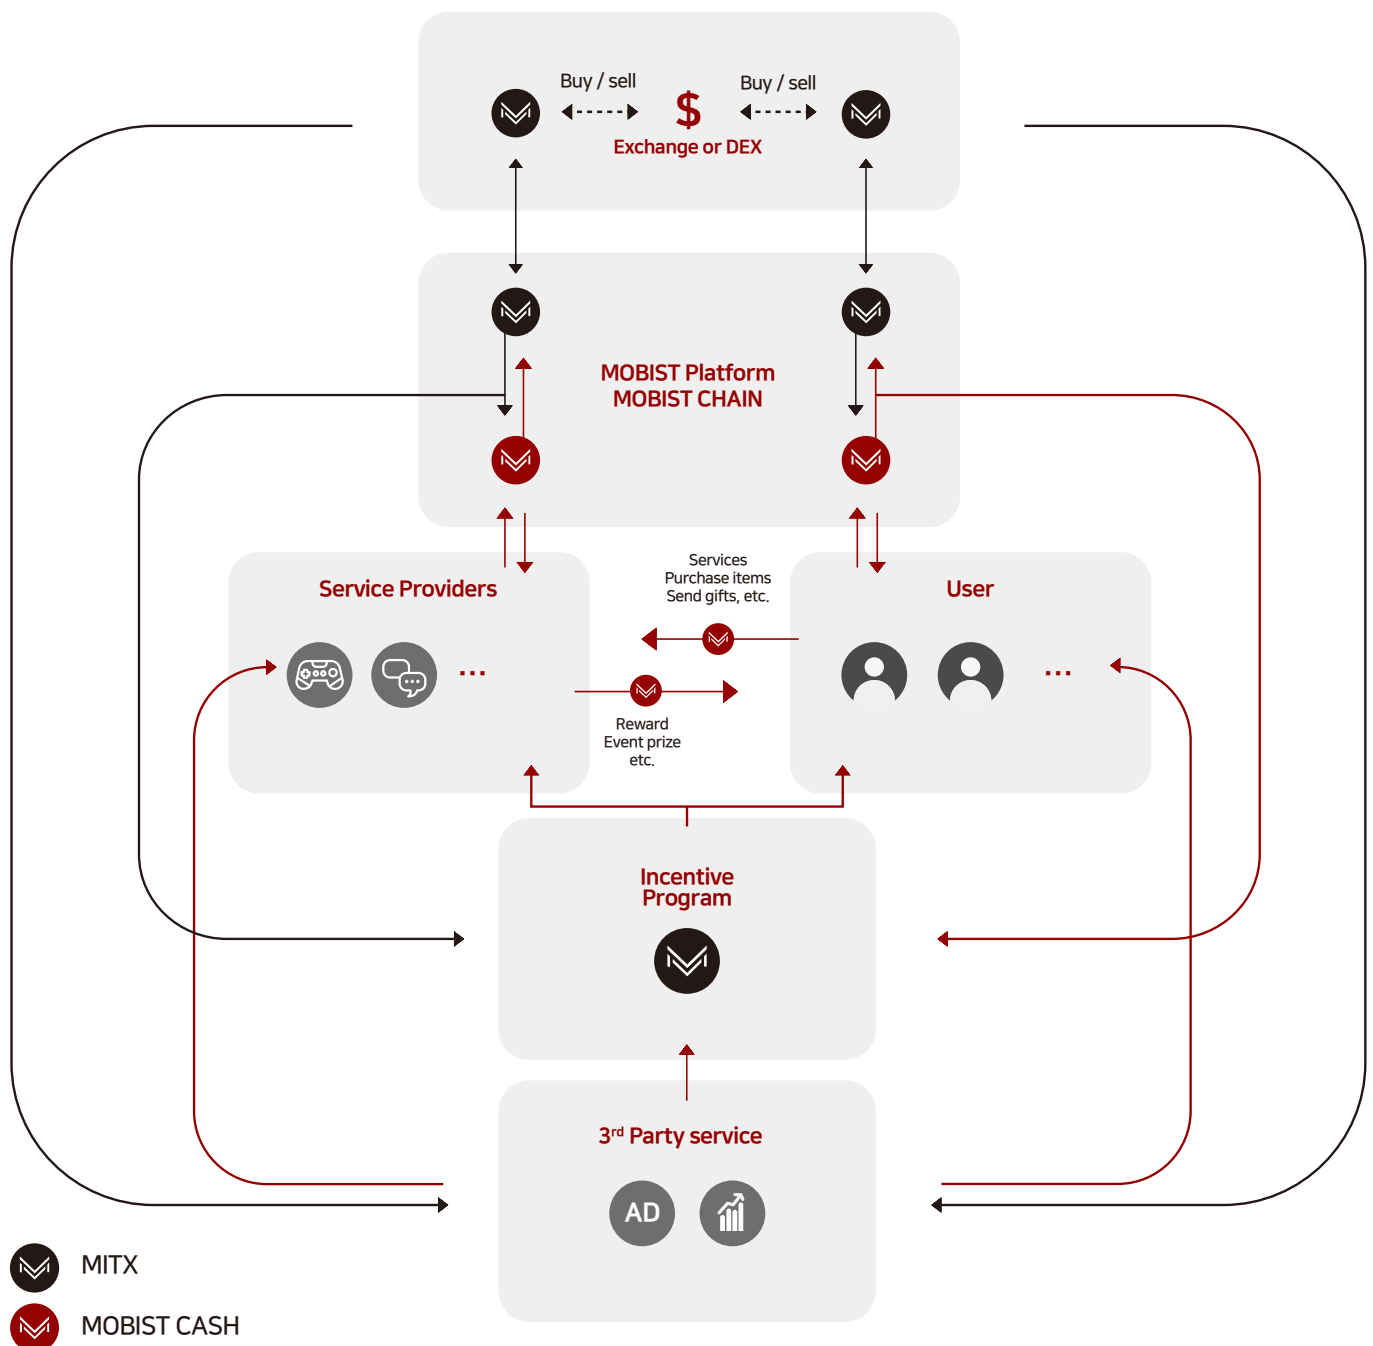 Buy / sell
Buy / sell
$
Exchange or DEX
MOBIST Platform
MOBIST CHAIN
Service Providers
...
Services
Purchase items
Send gifts, etc.
Reward
Event prize
etc.
User
...
Incentive
Program
3rd Party service
AD
MITX
MOBIST CASH